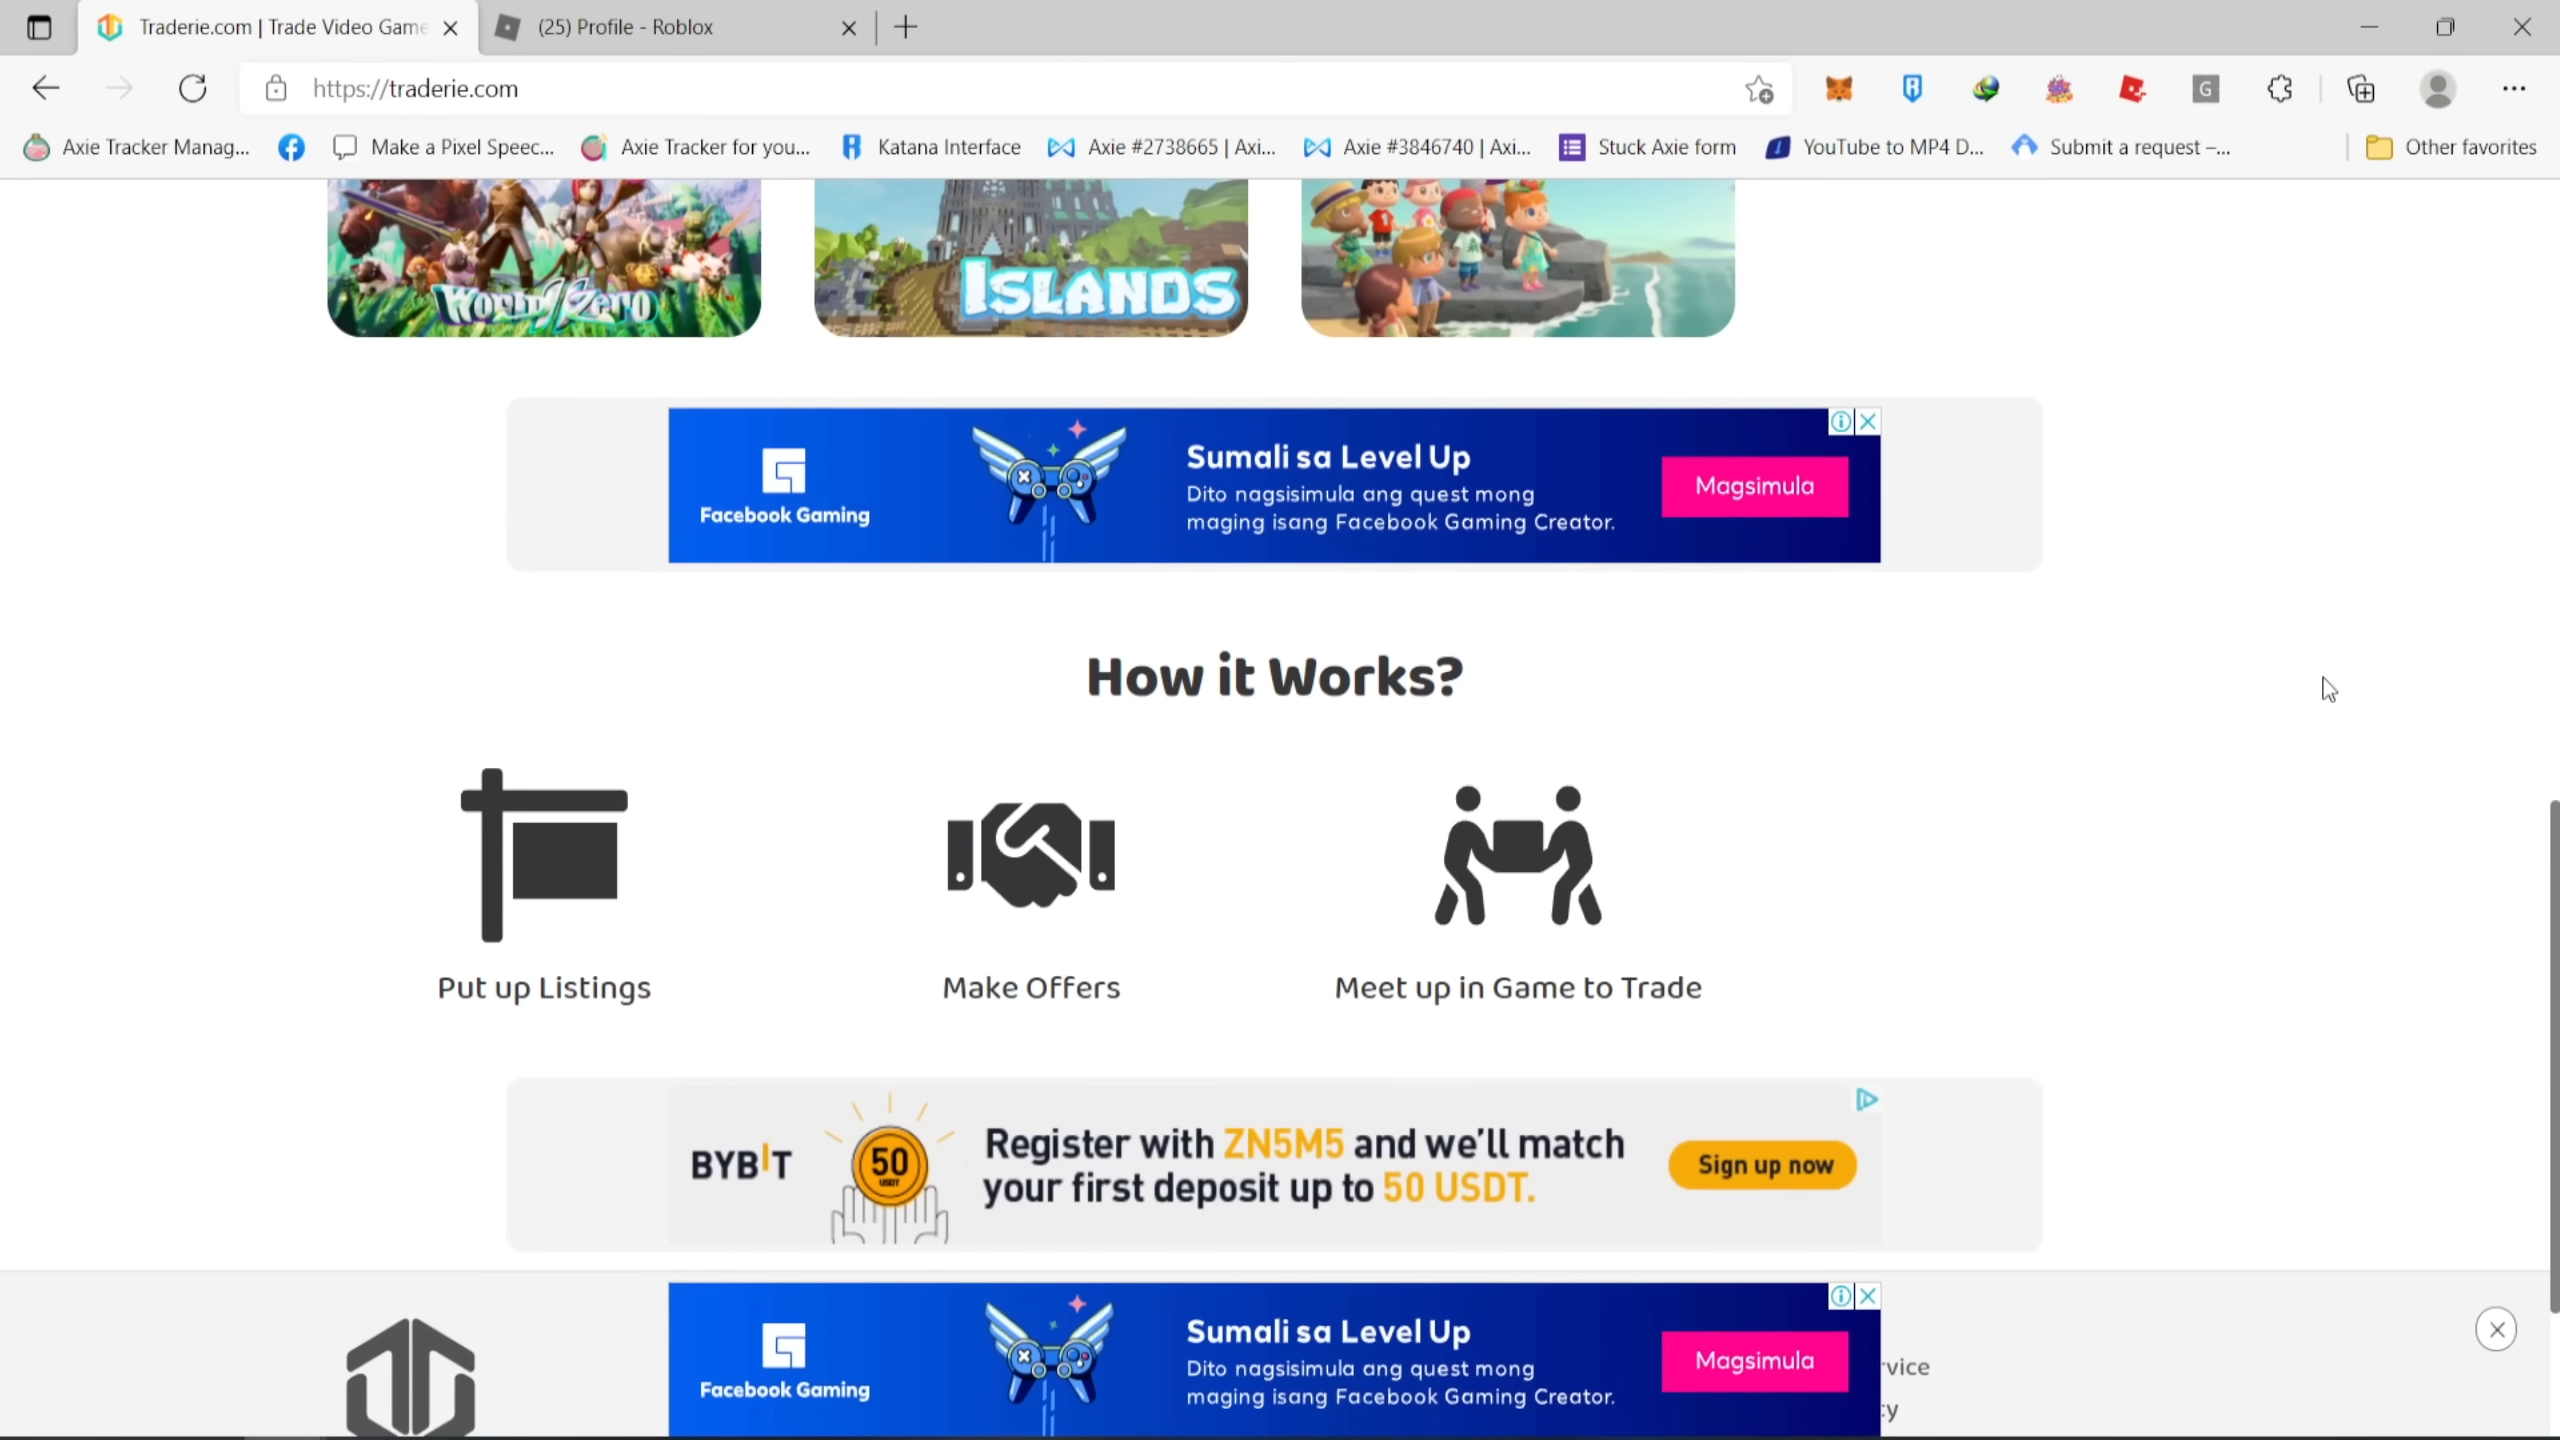 Traderie.com | Trade Video Game
(25) Profile - Roblox
https://traderie.com
G
Axie Tracker Manag...
Make a Pixel Speec...
Axie Tracker for you...
Katana Interface
Axie #2738665 | Axi...
Axie #3846740 | Axi...
Stuck Axie form
YouTube to MP4 D...
Submit a request –...
Other favorites
World//Zero
ISLANDS
Facebook Gaming
Sumali sa Level Up
Dito nagsisimula ang quest mong
maging isang Facebook Gaming Creator.
Magsimula
How it Works?
Put up Listings
Make Offers
Meet up in Game to Trade
BYBIT
50
USDT
Register with ZN5M5 and we'll match
your first deposit up to 50 USDT.
Sign up now
Facebook Gaming
Sumali sa Level Up
Dito nagsisimula ang quest mong
maging isang Facebook Gaming Creator.
Magsimula
rvice
cy